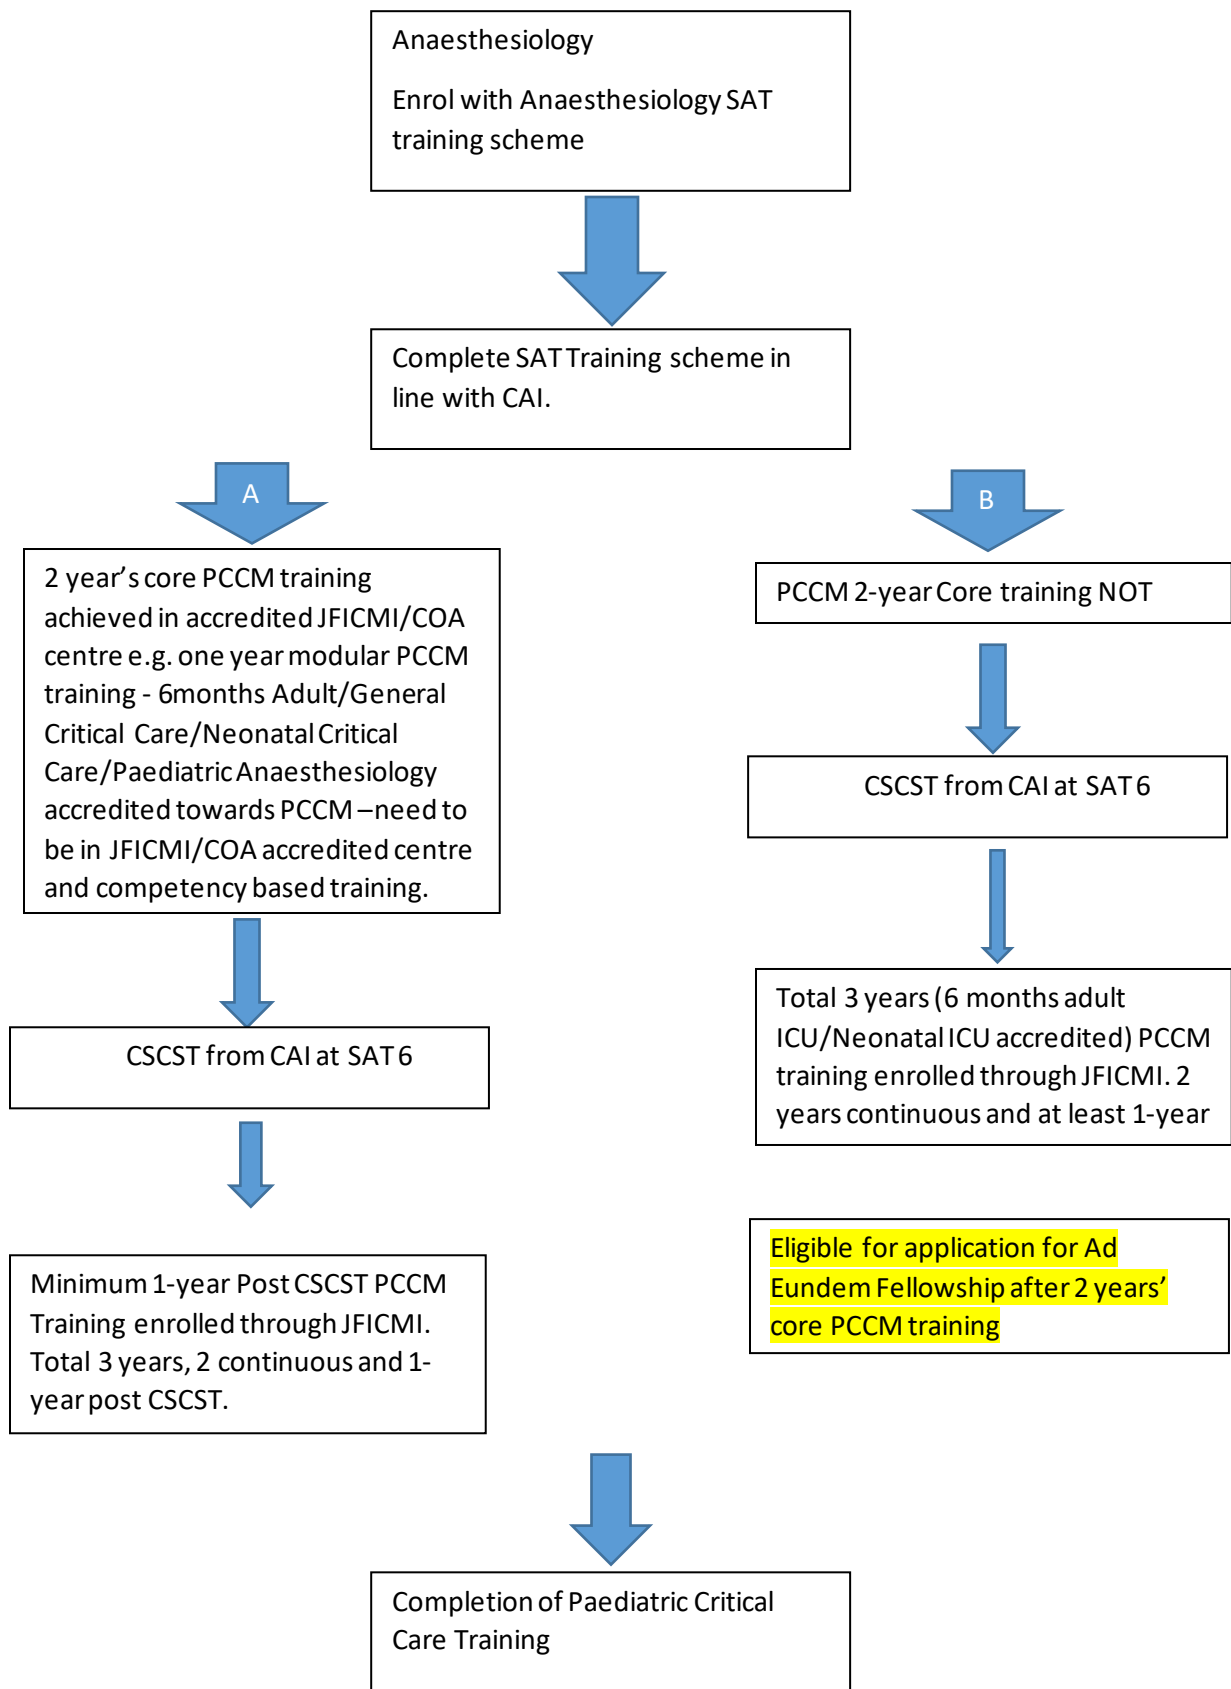 Anaesthesiology
Enrol with Anaesthesiology SAT
training scheme
Complete SAT Training scheme in
line with CAI.
A
2 year’s core PCCM training
achieved in accredited JFICMI/COA
centre e.g. one year modular PCCM
training - 6months Adult/General
Critical Care/Neonatal Critical
Care/Paediatric Anaesthesiology
accredited towards PCCM –need to
be in JFICMI/COA accredited centre
and competency based training.
CSCST from CAI at SAT 6
Minimum 1-year Post CSCST PCCM
Training enrolled through JFICMI.
Total 3 years, 2 continuous and 1-
year post CSCST.
B
PCCM 2-year Core training NOT
CSCST from CAI at SAT 6
Total 3 years (6 months adult
ICU/Neonatal ICU accredited) PCCM
training enrolled through JFICMI. 2
years continuous and at least 1-year
Eligible for application for Ad
Eundem Fellowship after 2 years’
core PCCM training
Completion of Paediatric Critical
Care Training